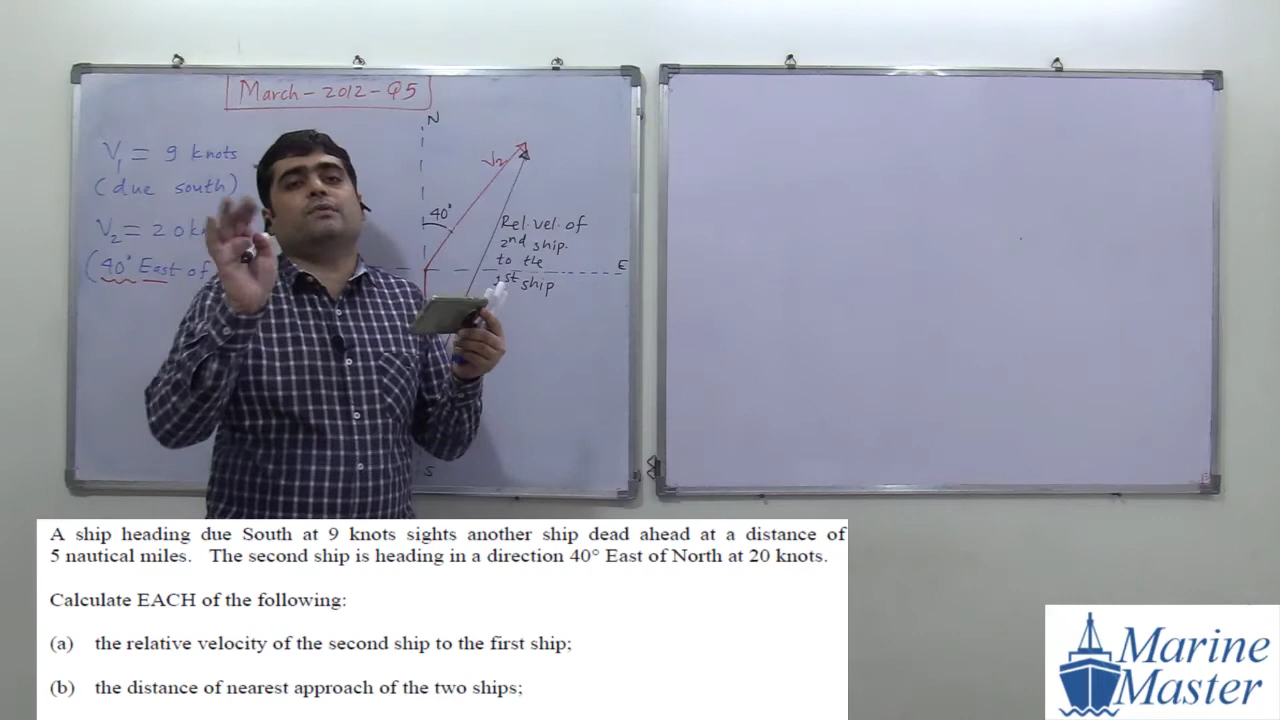 March - 2012 - Q5
V1 = 9 knots
(due south)
V2 = 20 k
(40° East of
N
V2
40°
Rel. vel. of
2nd ship.
to the
1st ship
E
S
A ship heading due South at 9 knots sights another ship dead ahead at a distance of
5 nautical miles. The second ship is heading in a direction 40° East of North at 20 knots.
Calculate EACH of the following:
(a) the relative velocity of the second ship to the first ship;
(b) the distance of nearest approach of the two ships;
Marine
Master